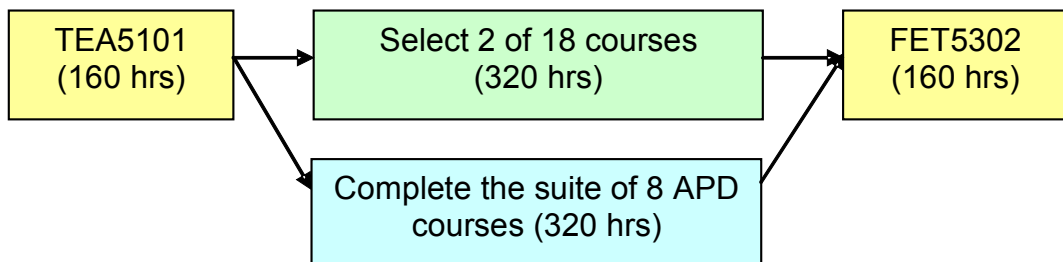 TEA5101
(160 hrs)
Select 2 of 18 courses
(320 hrs)
FET5302
(160 hrs)
Complete the suite of 8 APD
courses (320 hrs)